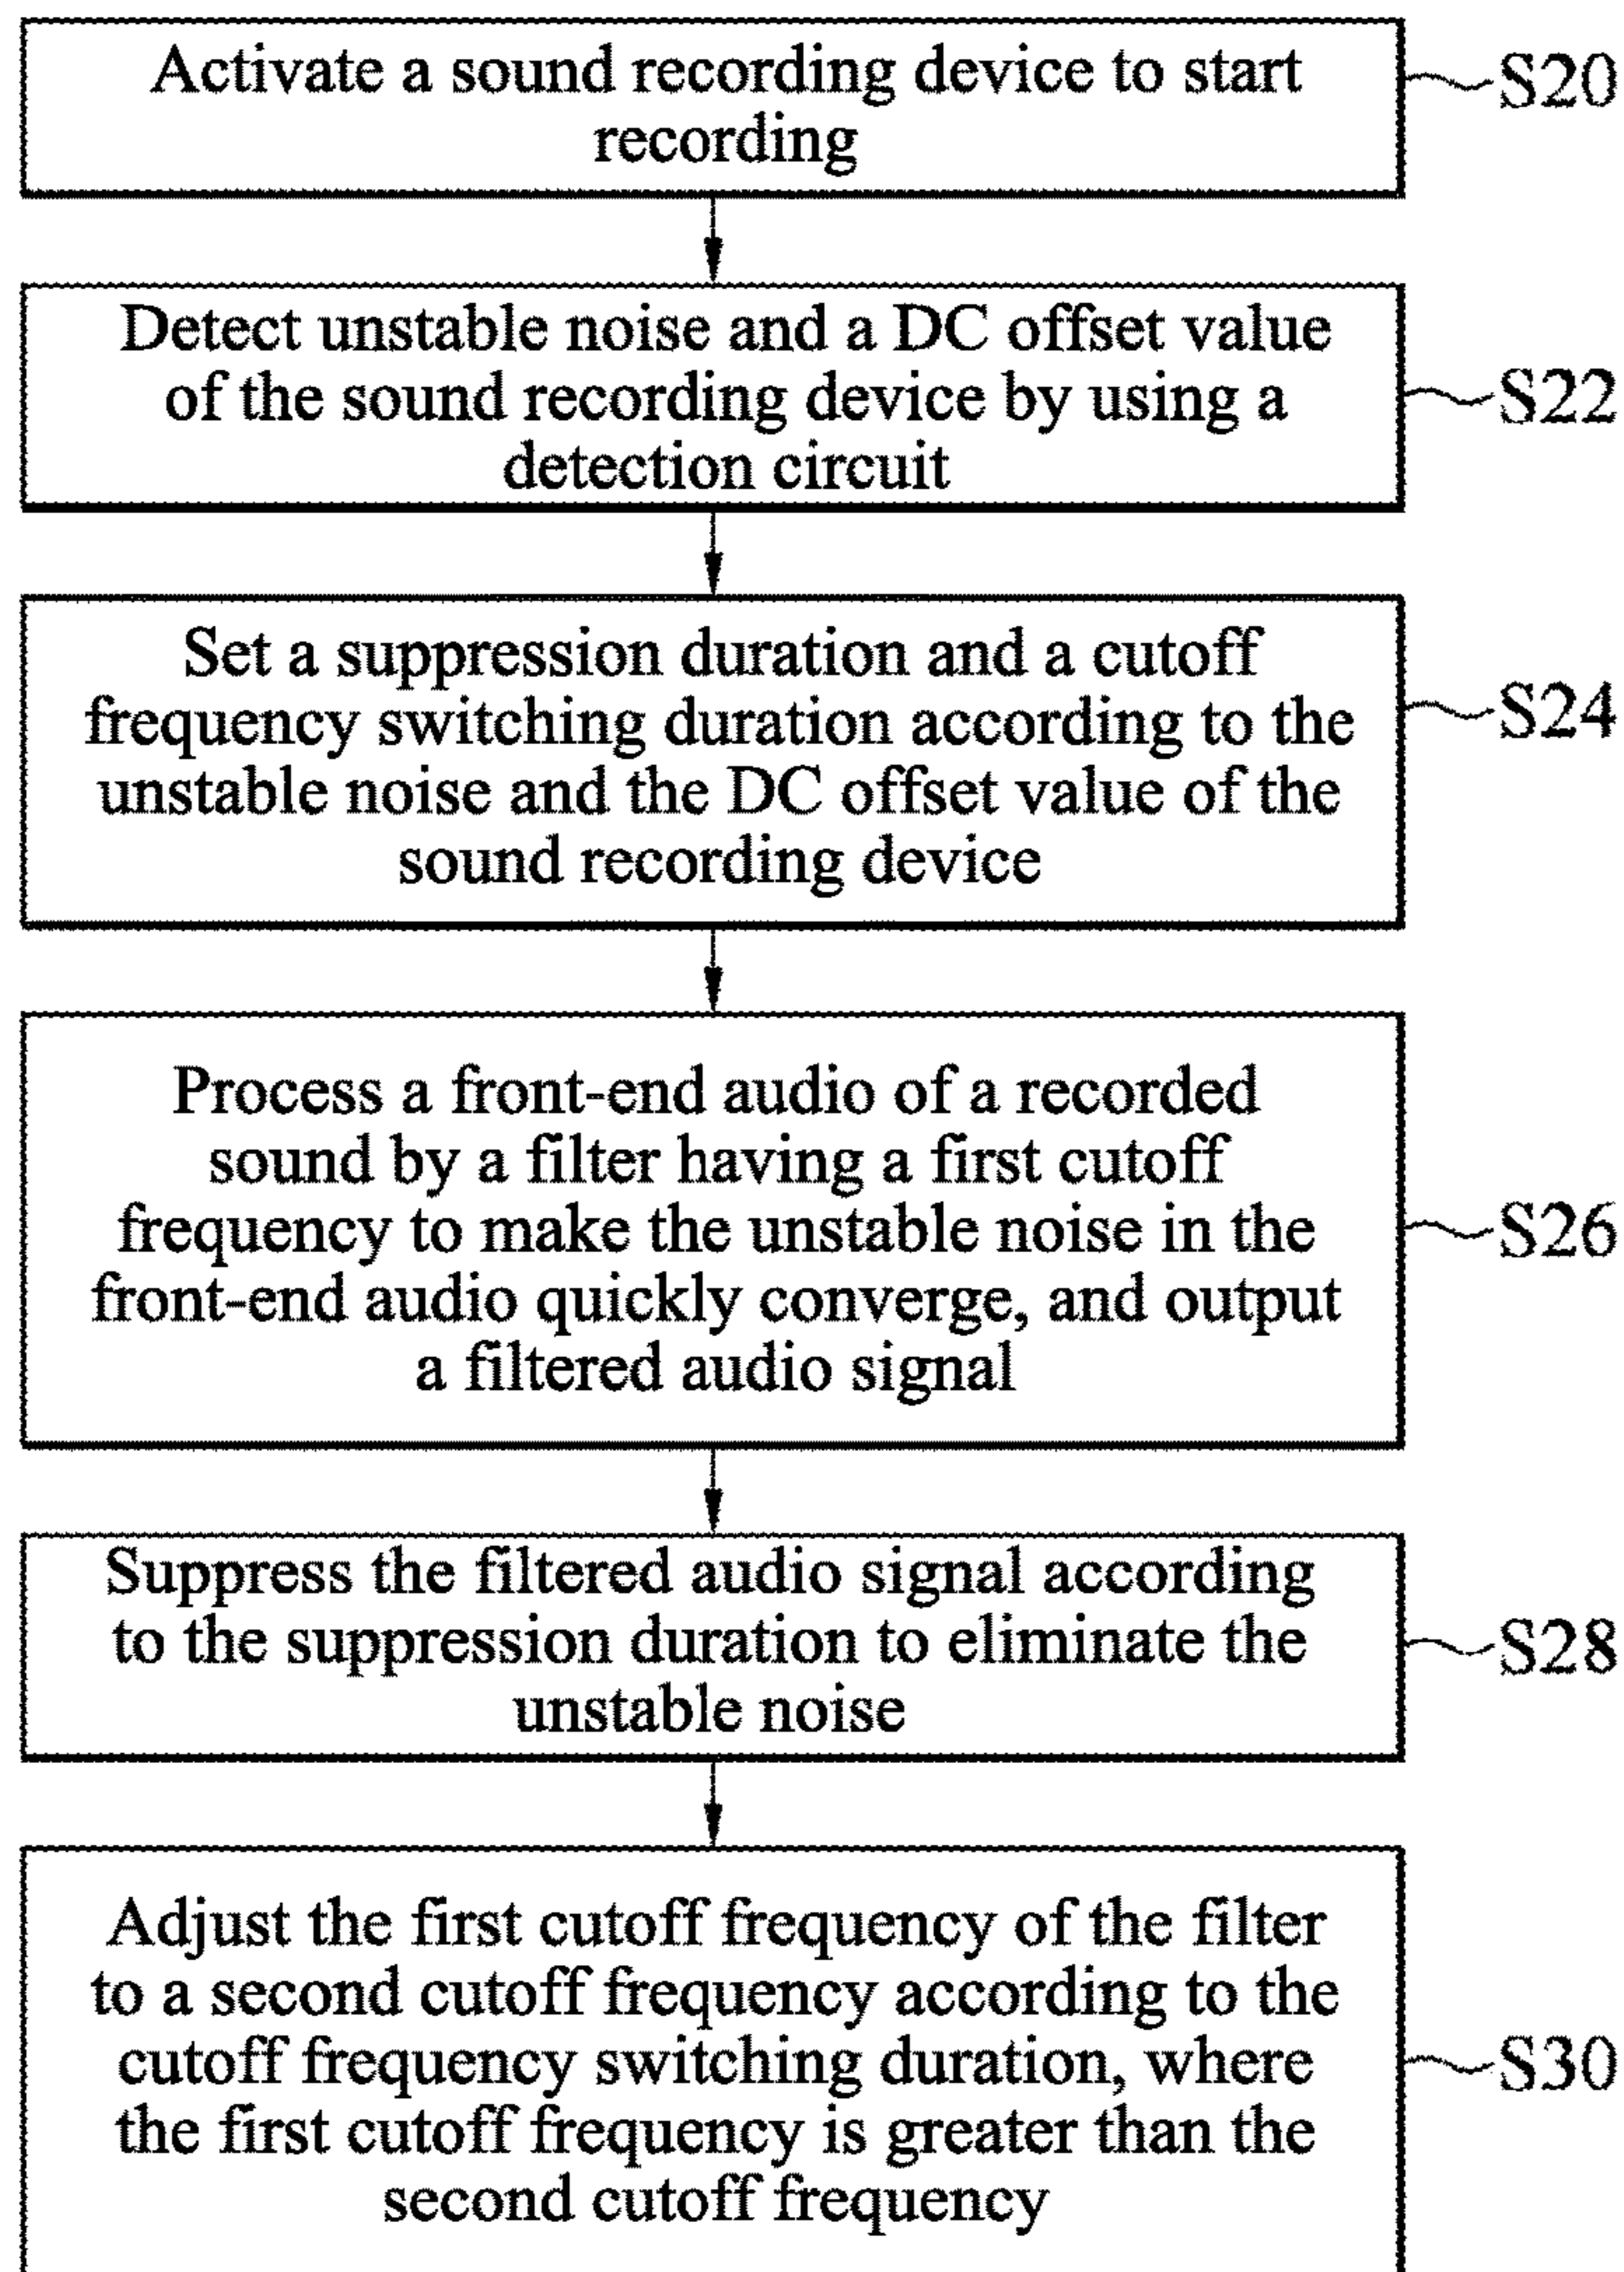 Activate a sound recording device to start
recording
S20
Detect unstable noise and a DC offset value
of the sound recording device by using a
detection circuit
S22
Set a suppression duration and a cutoff
frequency switching duration according to the
unstable noise and the DC offset value of the
sound recording device
S24
Process a front-end audio of a recorded
sound by a filter having a first cutoff
frequency to make the unstable noise in the
front-end audio quickly converge, and output
a filtered audio signal
S26
Suppress the filtered audio signal according
to the suppression duration to eliminate the
unstable noise
S28
Adjust the first cutoff frequency of the filter
to a second cutoff frequency according to the
cutoff frequency switching duration, where
the first cutoff frequency is greater than the
second cutoff frequency
S30